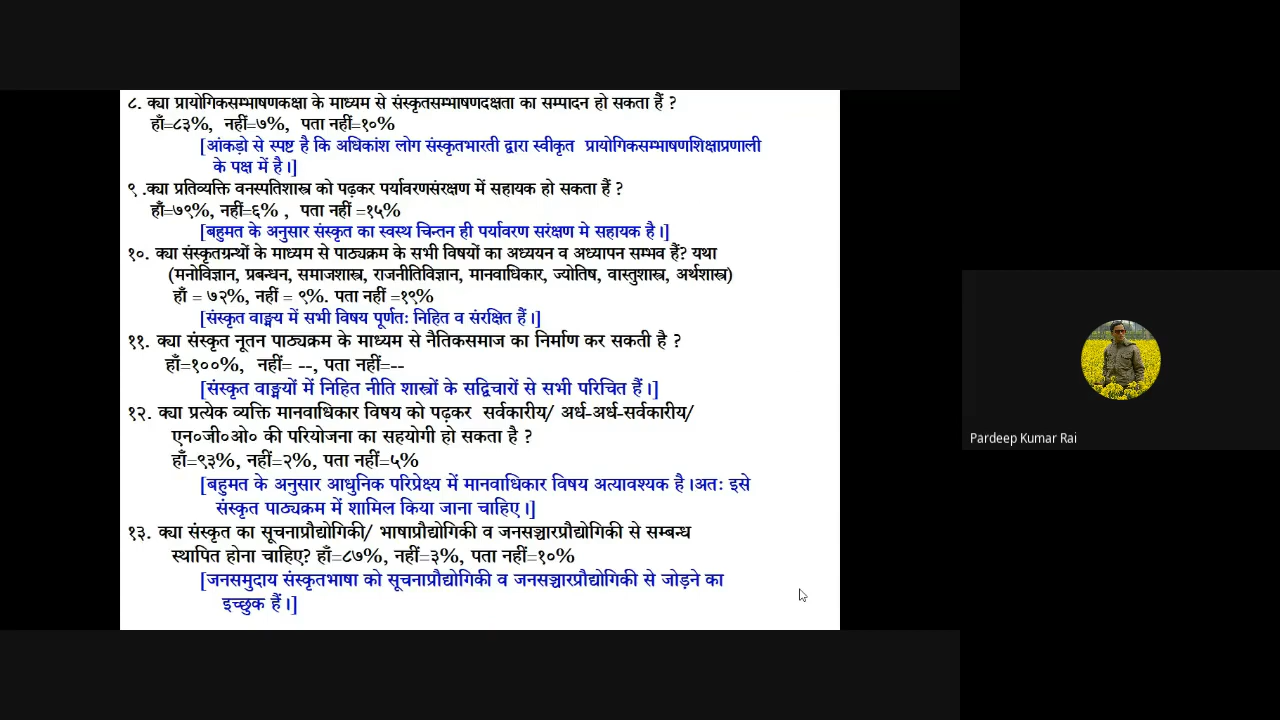 ८. क्या प्रायोगिकसम्भाषणकक्षा के माध्यम से संस्कृतसम्भाषणदक्षता का सम्पादन हो सकता हैं ?
हाँ=८३%, नहीं=७%, पता नहीं=१०%
[आंकड़ो से स्पष्ट है कि अधिकांश लोग संस्कृतभारती द्वारा स्वीकृत प्रायोगिकसम्भाषणशिक्षाप्रणाली
के पक्ष में है।]
९ .क्या प्रतिव्यक्ति वनस्पतिशास्त्र को पढ़कर पर्यावरणसंरक्षण में सहायक हो सकता हैं ?
हाँ=७९%, नहीं=६% , पता नहीं =१५%
[बहुमत के अनुसार संस्कृत का स्वस्थ चिन्तन ही पर्यावरण सरंक्षण मे सहायक है।]
१०. क्या संस्कृतग्रन्थों के माध्यम से पाठ्यक्रम के सभी विषयों का अध्ययन व अध्यापन सम्भव हैं? यथा
(मनोविज्ञान, प्रबन्धन, समाजशास्त्र, राजनीतिविज्ञान, मानवाधिकार, ज्योतिष, वास्तुशास्त्र, अर्थशास्त्र)
हाँ = ७२%, नहीं = ९%. पता नहीं =१९%
[संस्कृत वाङ्मय में सभी विषय पूर्णतः निहित व संरक्षित हैं।]
११. क्या संस्कृत नूतन पाठ्यक्रम के माध्यम से नैतिकसमाज का निर्माण कर सकती है ?
हाँ=१००%, नहीं= --, पता नहीं=--
[संस्कृत वाङ्मयों में निहित नीति शास्त्रों के सद्विचारों से सभी परिचित हैं।]
१२. क्या प्रत्येक व्यक्ति मानवाधिकार विषय को पढ़कर सर्वकारीय/ अर्ध-अर्ध-सर्वकारीय/
एन०जी०ओ० की परियोजना का सहयोगी हो सकता है ?
हाँ=९३%, नहीं=२%, पता नहीं=५%
[बहुमत के अनुसार आधुनिक परिप्रेक्ष्य में मानवाधिकार विषय अत्यावश्यक है।अतः इसे
संस्कृत पाठ्यक्रम में शामिल किया जाना चाहिए।]
१३. क्या संस्कृत का सूचनाप्रौद्योगिकी/ भाषाप्रौद्योगिकी व जनसञ्चारप्रौद्योगिकी से सम्बन्ध
स्थापित होना चाहिए? हाँ=८७%, नहीं=३%, पता नहीं=१०%
[जनसमुदाय संस्कृतभाषा को सूचनाप्रौद्योगिकी व जनसञ्चारप्रौद्योगिकी से जोड़ने का
इच्छुक हैं।]
Pardeep Kumar Rai